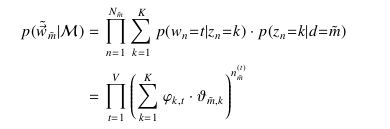 p(\tilde{\vec{w}}_{\tilde{m}}|\mathcal{M}) = \prod_{n=1}^{N_{\tilde{m}}} \sum_{k=1}^{K} p(w_n=t|z_n=k) \cdot p(z_n=k|d=\tilde{m})
= \prod_{t=1}^{V} \left( \sum_{k=1}^{K} \varphi_{k,t} \cdot \vartheta_{\tilde{m},k} \right)^{n_{\tilde{m}}^{(t)}}